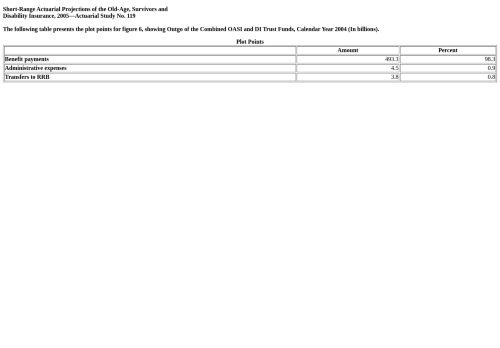 Short-Range Actuarial Projections of the Old-Age, Survivors and
Disability Insurance, 2005—Actuarial Study No. 119
The following table presents the plot points for figure 6, showing Outgo of the Combined OASI and DI Trust Funds, Calendar Year 2004 (In billions).
Plot Points
Amount Percent
Benefit payments 493.3 98.3
Administrative expenses 4.5 0.9
Transfers to RRB 3.8 0.8